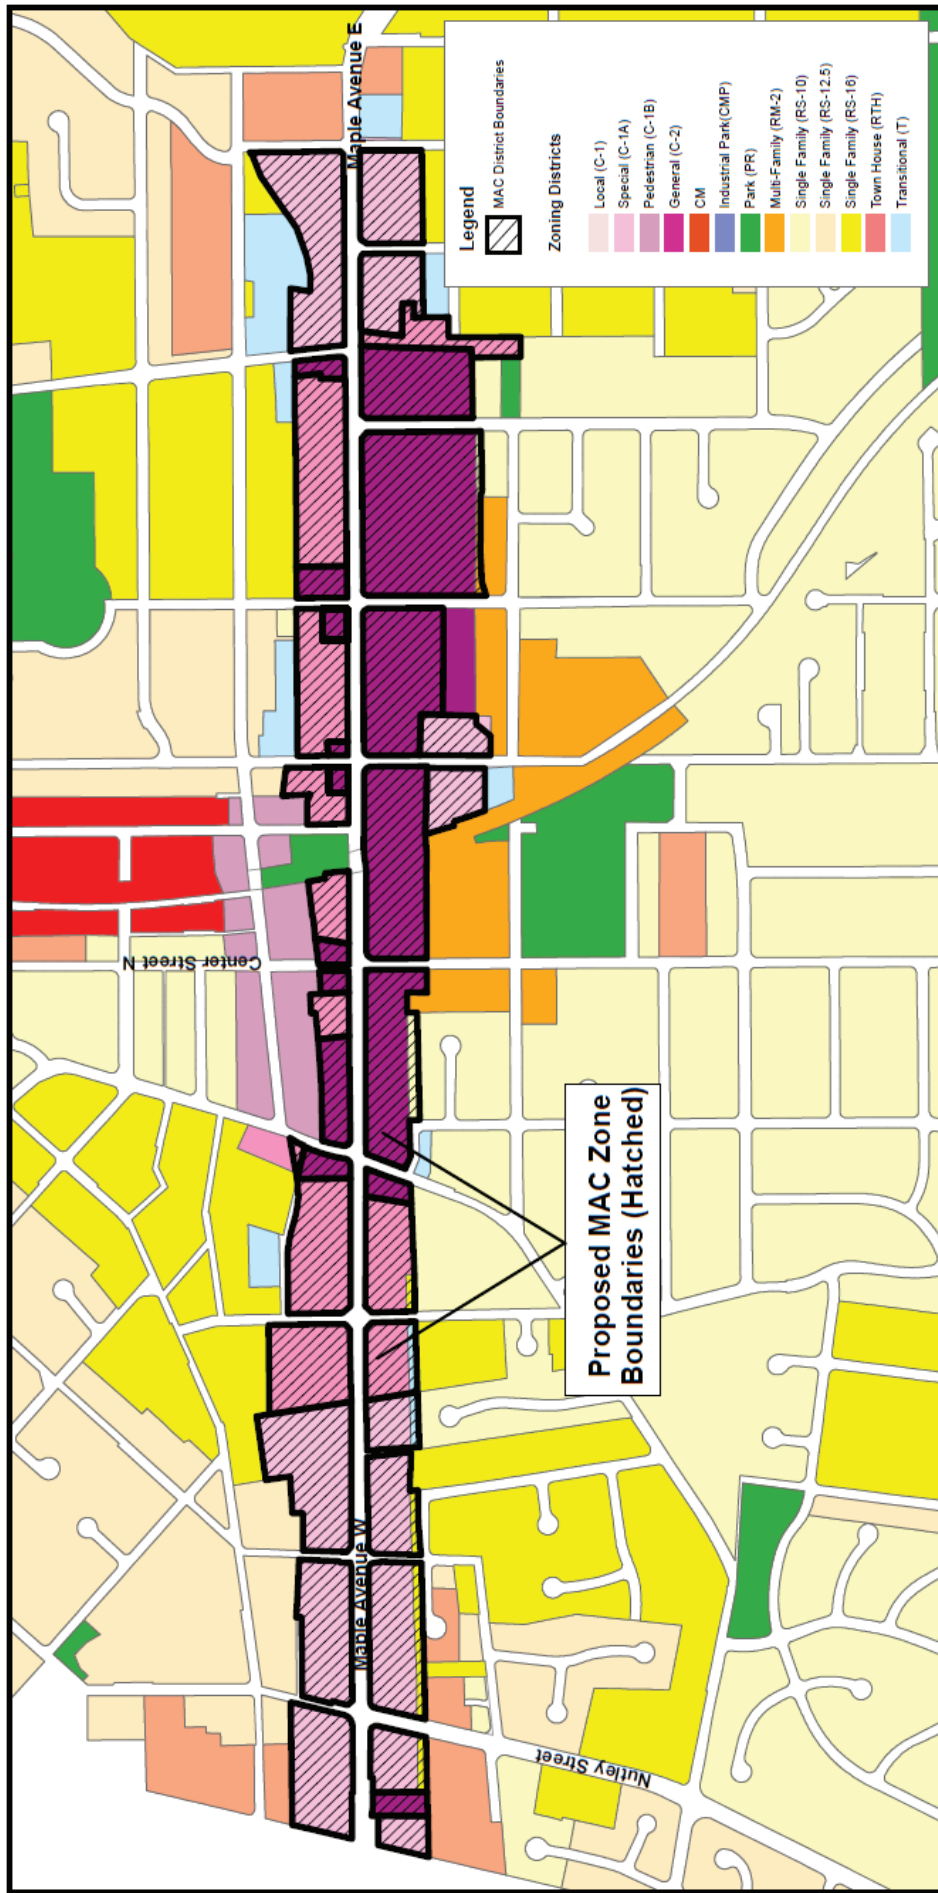 Maple Avenue E
Legend
MAC District Boundaries
Zoning Districts
Local (C-1)
Special (C-1A)
Pedestrian (C-1B)
General (C-2)
CM
Industrial Park(CMP)
Park (PR)
Multi-Family (RM-2)
Single Family (RS-10)
Single Family (RS-12.5)
Single Family (RS-16)
Town House (RTH)
Transitional (T)
Center Street N
Proposed MAC Zone
Boundaries (Hatched)
Maple Avenue W
Nutley Street